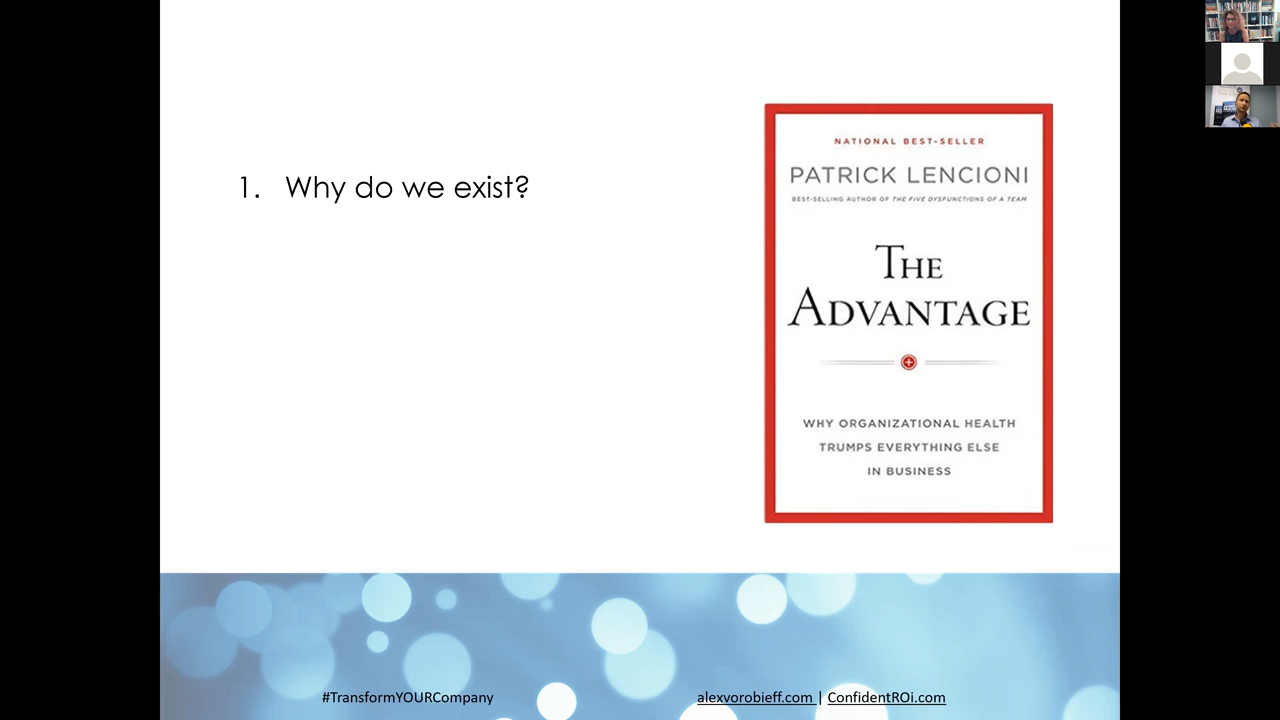 1. Why do we exist?
NATIONAL BEST-SELLER
PATRICK LENCIONI
BEST-SELLING AUTHOR OF THE FIVE DYSFUNCTIONS OF A TEAM
THE
ADVANTAGE
WHY ORGANIZATIONAL HEALTH
TRUMPS EVERYTHING ELSE
IN BUSINESS
#TransformYOURCompany
alexvorobieff.com | ConfidentROi.com